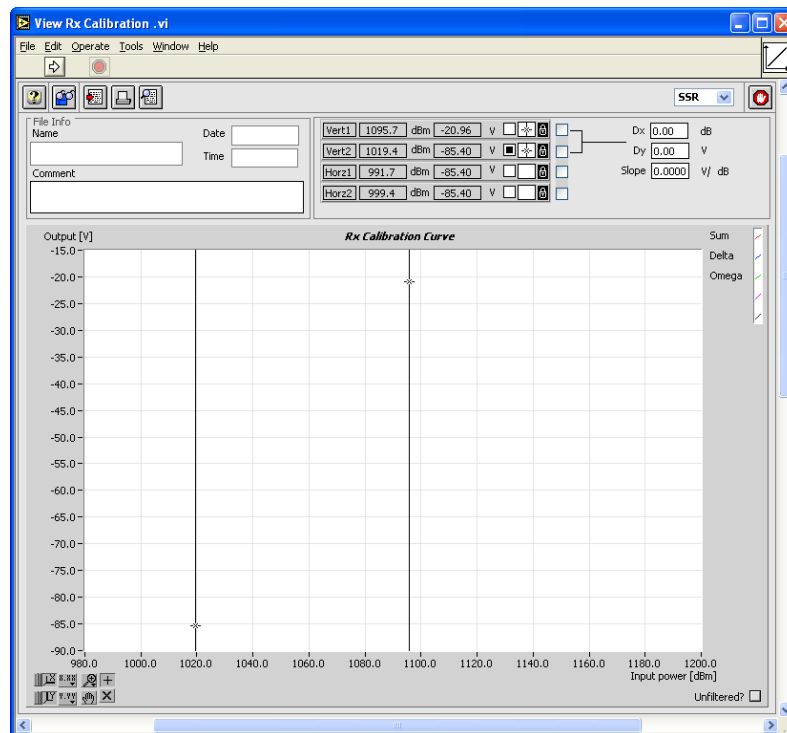 View Rx Calibration .vi
File Edit Operate Tools Window Help
SSR
File Info
Name
Date
Time
Comment
Vert1 1095.7 dBm -20.96 V
Vert2 1019.4 dBm -85.40 V
Horz1 991.7 dBm -85.40 V
Horz2 999.4 dBm -85.40 V
Dx 0.00 dB
Dy 0.00 V
Slope 0.0000 V/ dB
Output [V]
Rx Calibration Curve
Sum
Delta
Omega
-15.0
-20.0
-25.0
-30.0
-35.0
-40.0
-45.0
-50.0
-55.0
-60.0
-65.0
-70.0
-75.0
-80.0
-85.0
-90.0
980.0 1000.0 1020.0 1040.0 1060.0 1080.0 1100.0 1120.0 1140.0 1160.0 1180.0 1200.0
Input power [dBm]
X
Y
Unfiltered?